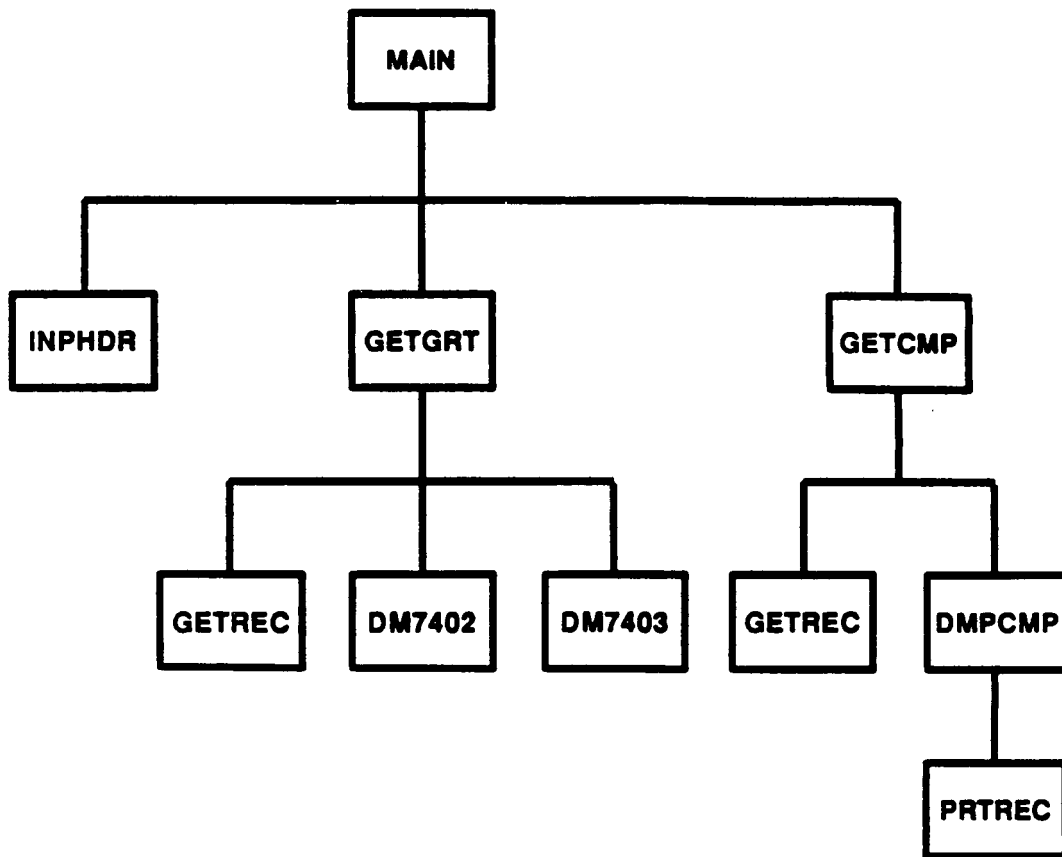 MAIN
INPHDR
GETGRT
GETCMP
GETREC
DM7402
DM7403
GETREC
DMPCMP
PRTREC